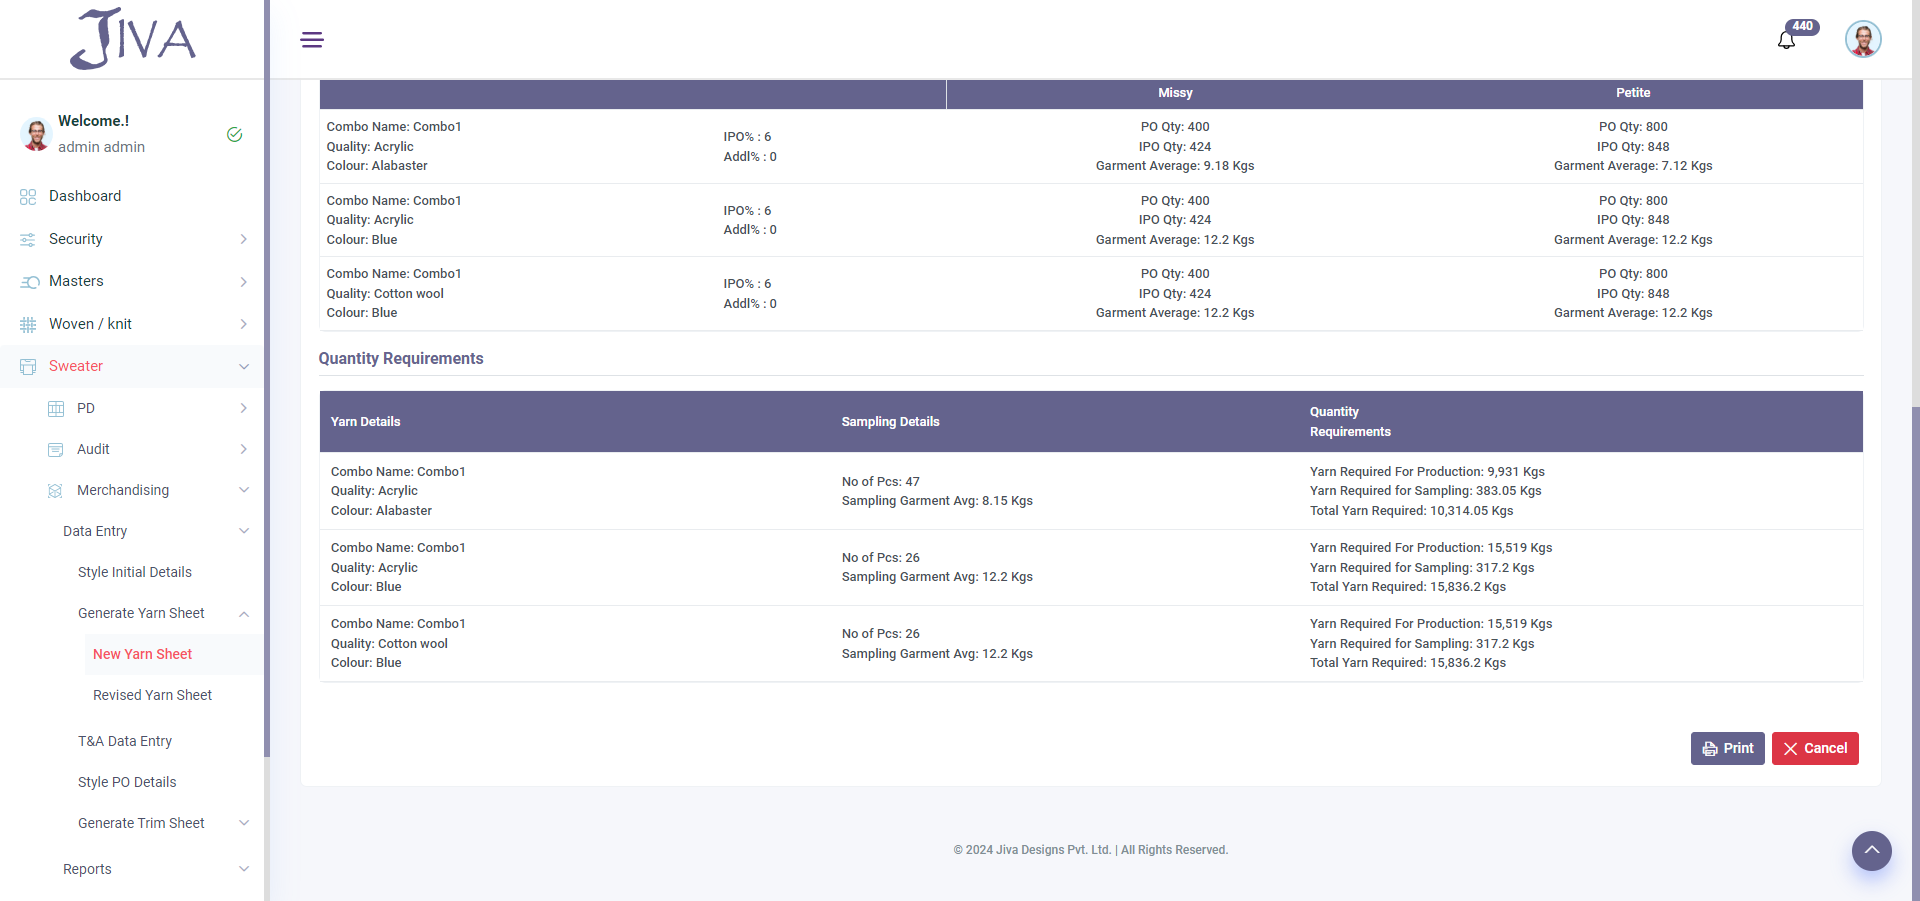 JIVA
440
Welcome.!
admin admin
Dashboard
Security
Masters
Woven / knit
Sweater
PD
Audit
Merchandising
Data Entry
Style Initial Details
Generate Yarn Sheet
New Yarn Sheet
Revised Yarn Sheet
T&A Data Entry
Style PO Details
Generate Trim Sheet
Reports
Missy Petite
Combo Name: Combo1
Quality: Acrylic
Colour: Alabaster
IPO% : 6
Addl% : 0
PO Qty: 400
IPO Qty: 424
Garment Average: 9.18 Kgs
PO Qty: 800
IPO Qty: 848
Garment Average: 7.12 Kgs
Combo Name: Combo1
Quality: Acrylic
Colour: Blue
IPO% : 6
Addl% : 0
PO Qty: 400
IPO Qty: 424
Garment Average: 12.2 Kgs
PO Qty: 800
IPO Qty: 848
Garment Average: 12.2 Kgs
Combo Name: Combo1
Quality: Cotton wool
Colour: Blue
IPO% : 6
Addl% : 0
PO Qty: 400
IPO Qty: 424
Garment Average: 12.2 Kgs
PO Qty: 800
IPO Qty: 848
Garment Average: 12.2 Kgs
Quantity Requirements
Yarn Details
Sampling Details
Quantity
Requirements
Combo Name: Combo1
Quality: Acrylic
Colour: Alabaster
No of Pcs: 47
Sampling Garment Avg: 8.15 Kgs
Yarn Required For Production: 9,931 Kgs
Yarn Required for Sampling: 383.05 Kgs
Total Yarn Required: 10,314.05 Kgs
Combo Name: Combo1
Quality: Acrylic
Colour: Blue
No of Pcs: 26
Sampling Garment Avg: 12.2 Kgs
Yarn Required For Production: 15,519 Kgs
Yarn Required for Sampling: 317.2 Kgs
Total Yarn Required: 15,836.2 Kgs
Combo Name: Combo1
Quality: Cotton wool
Colour: Blue
No of Pcs: 26
Sampling Garment Avg: 12.2 Kgs
Yarn Required For Production: 15,519 Kgs
Yarn Required for Sampling: 317.2 Kgs
Total Yarn Required: 15,836.2 Kgs
Print
Cancel
© 2024 Jiva Designs Pvt. Ltd. | All Rights Reserved.